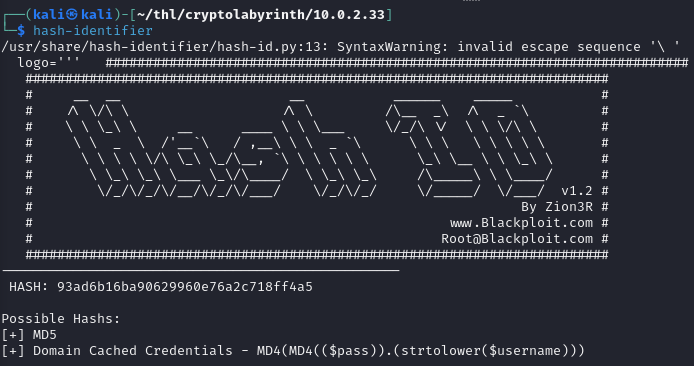 ┌──(kali㉿kali)-[~/thl/cryptolabyrinth/10.0.2.33]
└─$ hash-identifier
/usr/share/hash-identifier/hash-id.py:13: SyntaxWarning: invalid escape sequence '\ '
logo=''' #########################################################################
#########################################################################
Hash ID
v1.2 #
# By Zion3R #
# www.Blackploit.com #
# Root@Blackploit.com #
#########################################################################
--------------------------------------------------
HASH: 93ad6b16ba90629960e76a2c718ff4a5
Possible Hashs:
[+] MD5
[+] Domain Cached Credentials - MD4(MD4(($pass)).(strtolower($username)))